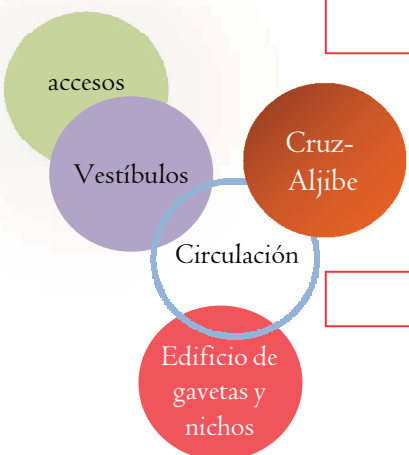 accesos
Vestíbulos
Cruz-
Aljibe
Circulación
Edificio de
gavetas y
nichos